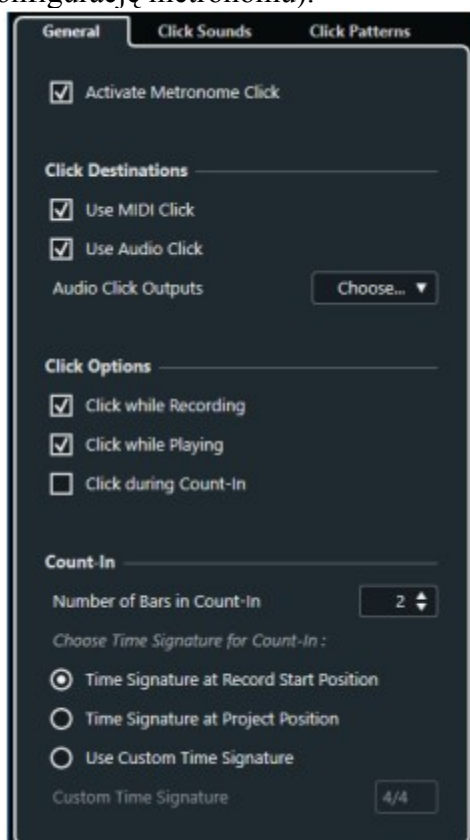 konfigurację metronomu).
General Click Sounds Click Patterns
Activate Metronome Click
Click Destinations
Use MIDI Click
Use Audio Click
Audio Click Outputs Choose...
Click Options
Click while Recording
Click while Playing
Click during Count-In
Count-In
Number of Bars in Count-In 2
Choose Time Signature for Count-In :
Time Signature at Record Start Position
Time Signature at Project Position
Use Custom Time Signature
Custom Time Signature 4/4